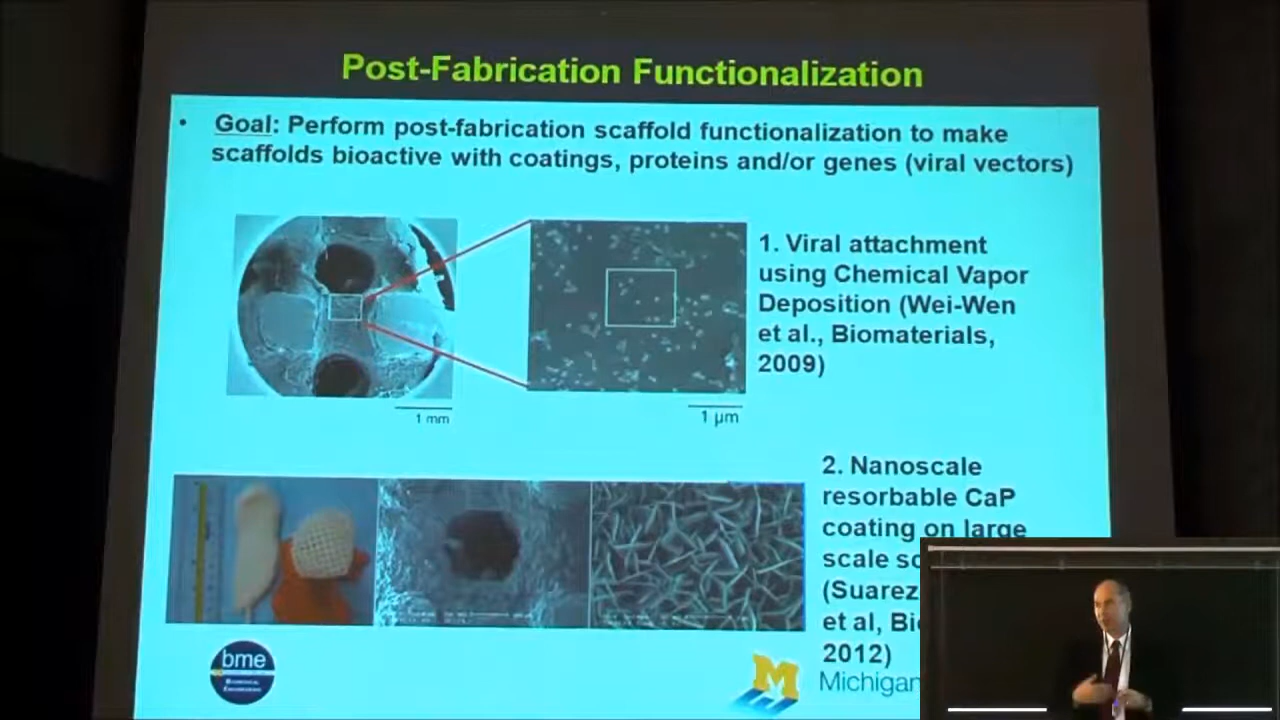 Post-Fabrication Functionalization
• Goal: Perform post-fabrication scaffold functionalization to make
scaffolds bioactive with coatings, proteins and/or genes (viral vectors)
1. Viral attachment
using Chemical Vapor
Deposition (Wei-Wen
et al., Biomaterials,
2009)
1 mm
1 µm
2. Nanoscale
resorbable CaP
coating on large
scale sc
(Suarez
et al, Bi
2012)
bme
Michigan
M